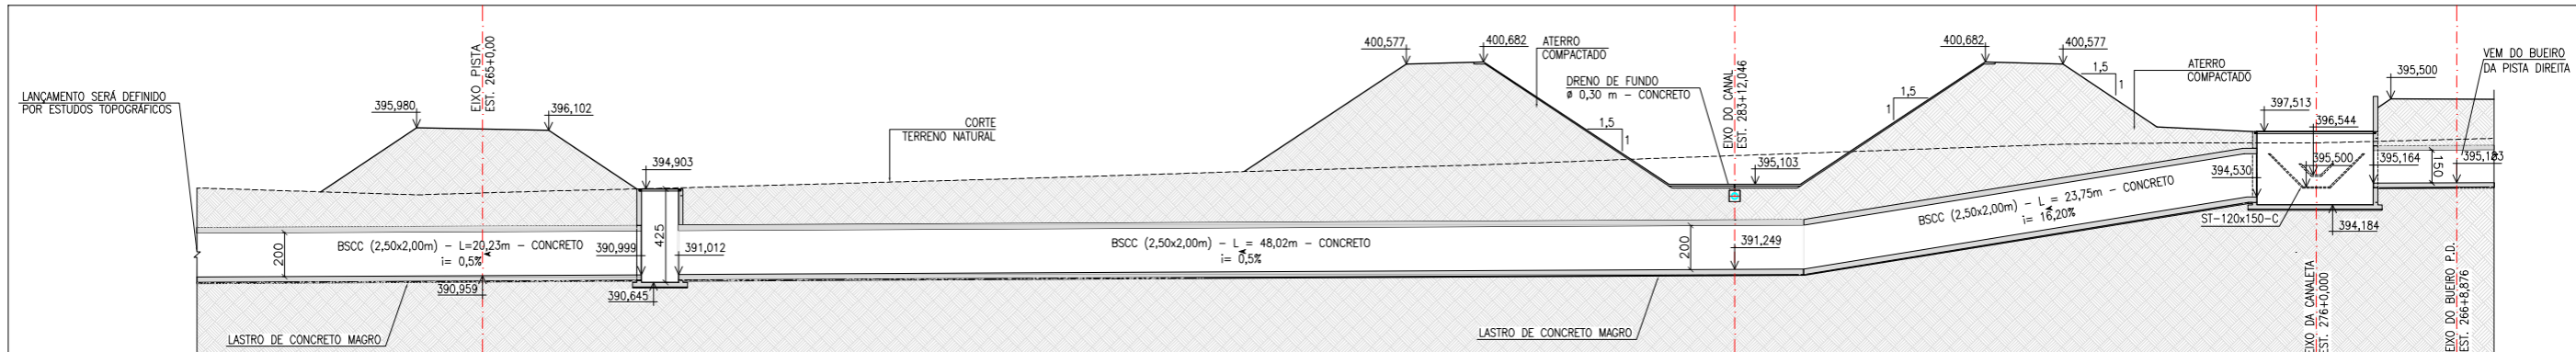 LANÇAMENTO SERÁ DEFINIDO
POR ESTUDOS TOPOGRÁFICOS
395,980
EIXO PISTA
EST. 265+0,00
396,102
394,903
CORTE
TERRENO NATURAL
400,577
400,682
ATERRO
COMPACTADO
DRENO DE FUNDO
ø 0,30 m - CONCRETO
1,5
1
EIXO DO CANAL
EST. 283+12,046
395,103
1,5
1
400,682
400,577
1,5
1
ATERRO
COMPACTADO
397,513
396,544
395,500
VEM DO BUEIRO
DA PISTA DIREITA
395,500
395,164
150
395,183
394,530
ST-120x150-C
394,184
200
BSCC (2,50x2,00m) - L=20,23m - CONCRETO
i= 0,5%
390,959
390,999
425
391,012
390,645
BSCC (2,50x2,00m) - L = 48,02m - CONCRETO
i= 0,5%
200
391,249
BSCC (2,50x2,00m) - L = 23,75m - CONCRETO
i= 16,20%
LASTRO DE CONCRETO MAGRO
LASTRO DE CONCRETO MAGRO
EIXO DA CANALETA
EST. 276+0,000
EIXO DO BUEIRO P.D.
EST. 266+8,876